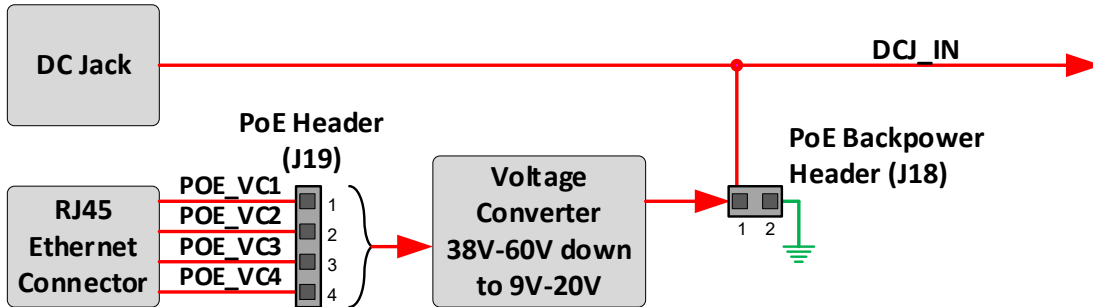 DC Jack
DCJ_IN
PoE Header
(J19)
PoE Backpower
Header (J18)
RJ45
Ethernet
Connector
POE_VC1
POE_VC2
POE_VC3
POE_VC4
1
2
3
4
Voltage
Converter
38V-60V down
to 9V-20V
1 2